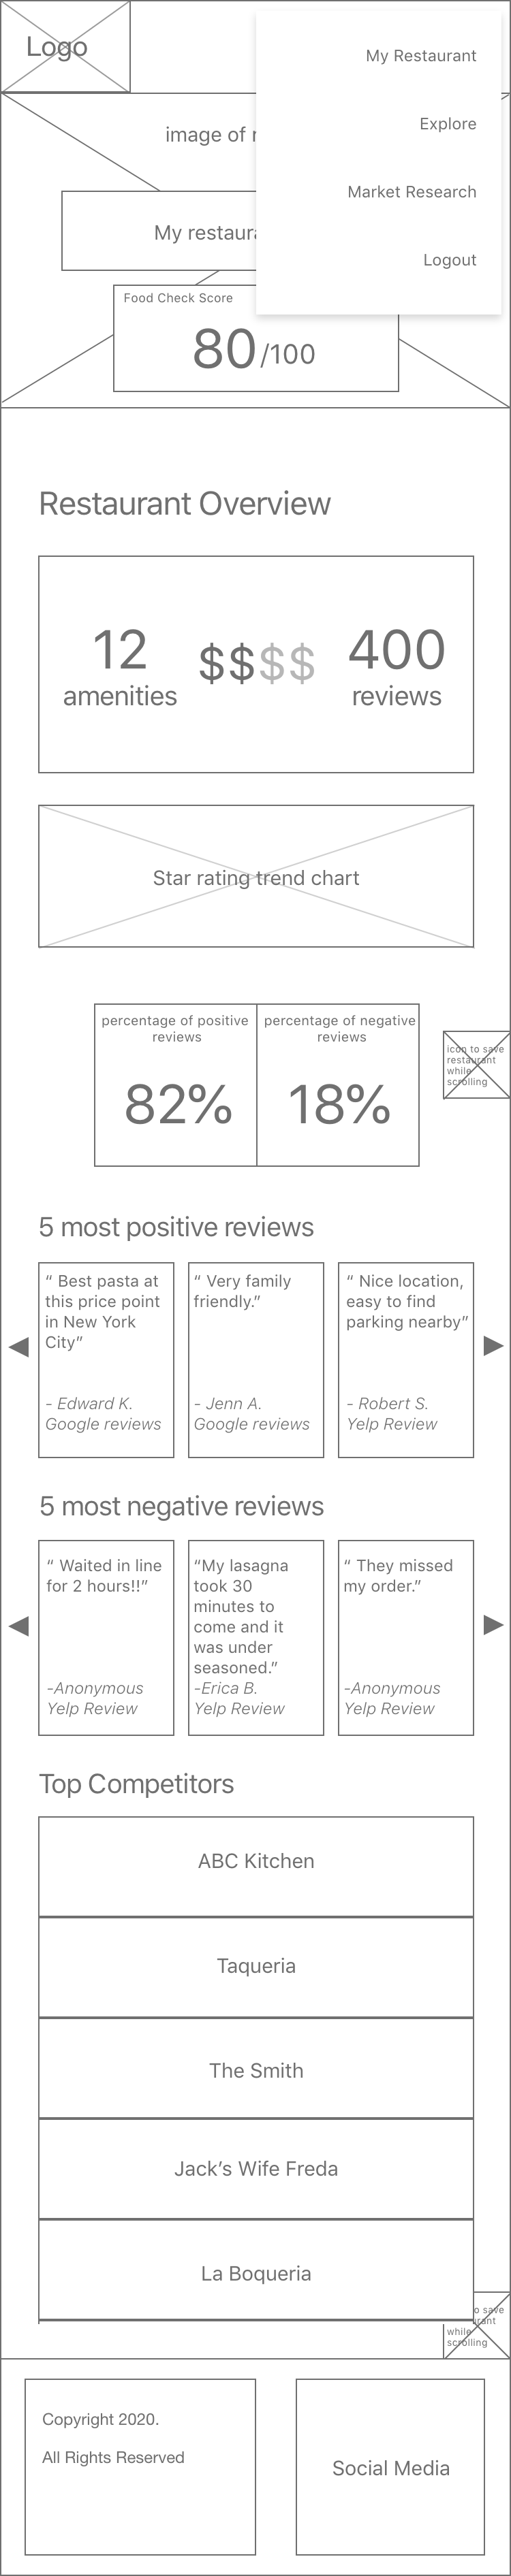 Logo
My Restaurant
Explore
Market Research
Logout
image of
My restaura
Food Check Score
80/100
Restaurant Overview
12
amenities
$$$$
400
reviews
Star rating trend chart
percentage of positive
reviews
82%
percentage of negative
reviews
18%
icon to save
restaurant
while
scrolling
5 most positive reviews
“ Best pasta at
this price point
in New York
City”
- Edward K.
Google reviews
“ Very family
friendly.”
- Jenn A.
Google reviews
“ Nice location,
easy to find
parking nearby”
- Robert S.
Yelp Review
5 most negative reviews
“ Waited in line
for 2 hours!!”
-Anonymous
Yelp Review
“My lasagna
took 30
minutes to
come and it
was under
seasoned.”
-Erica B.
Yelp Review
“ They missed
my order.”
-Anonymous
Yelp Review
Top Competitors
ABC Kitchen
Taqueria
The Smith
Jack’s Wife Freda
La Boqueria
to save
while
scrolling
Copyright 2020.
All Rights Reserved
Social Media